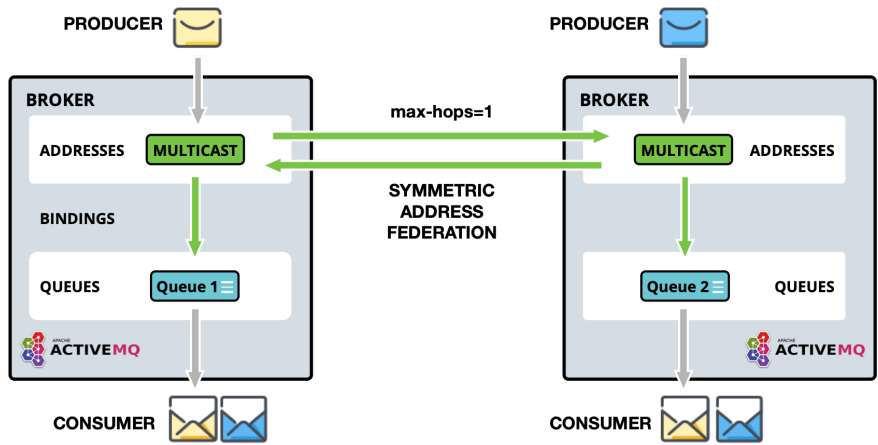 PRODUCER
PRODUCER
BROKER
BROKER
max-hops=1
ADDRESSES
MULTICAST
MULTICAST
ADDRESSES
SYMMETRIC
ADDRESS
FEDERATION
BINDINGS
QUEUES
Queue 1
Queue 2
QUEUES
APACHE
ACTIVEMQ
APACHE
ACTIVEMQ
CONSUMER
CONSUMER